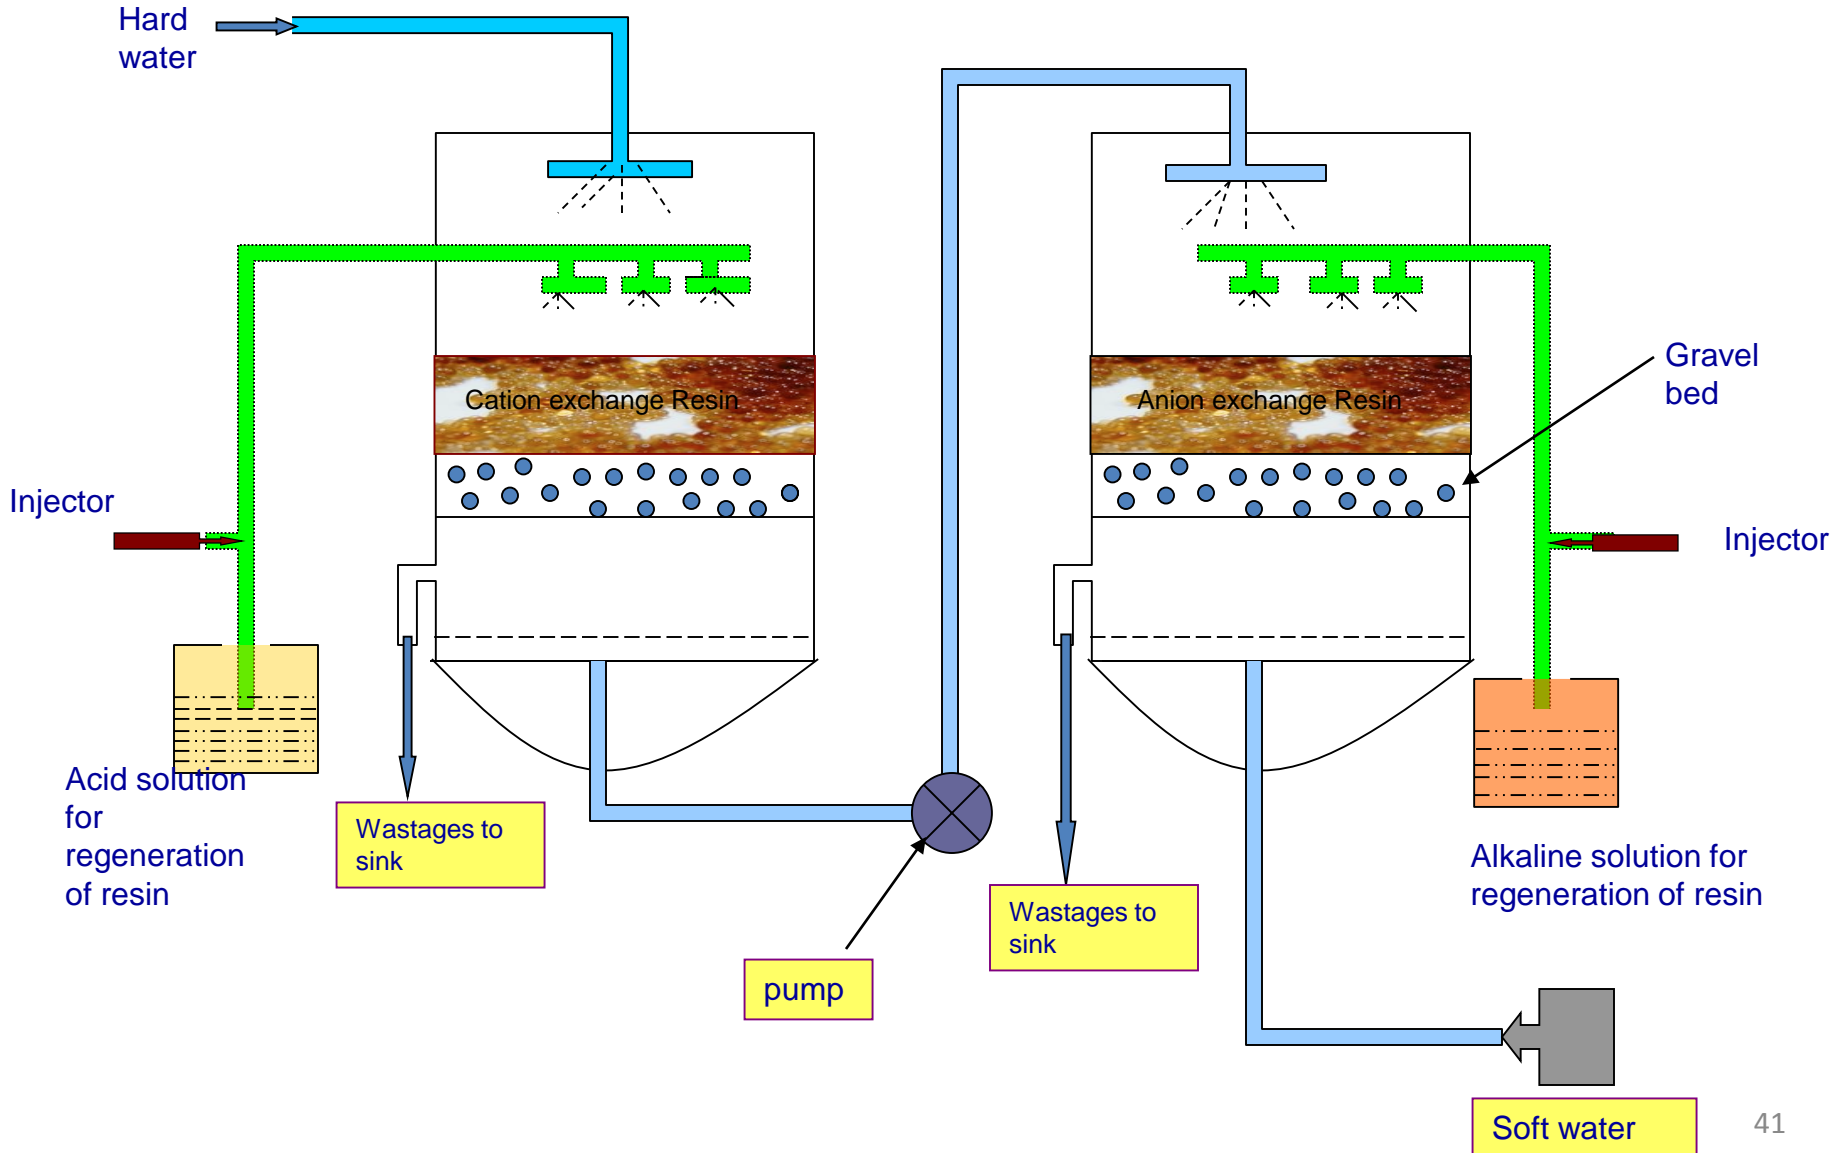 Hard
water
Cation exchange Resin
Anion exchange Resin
Gravel
bed
Injector
Injector
Acid solution
for
regeneration
of resin
Wastages to
sink
Alkaline solution for
regeneration of resin
Wastages to
sink
pump
Soft water
41